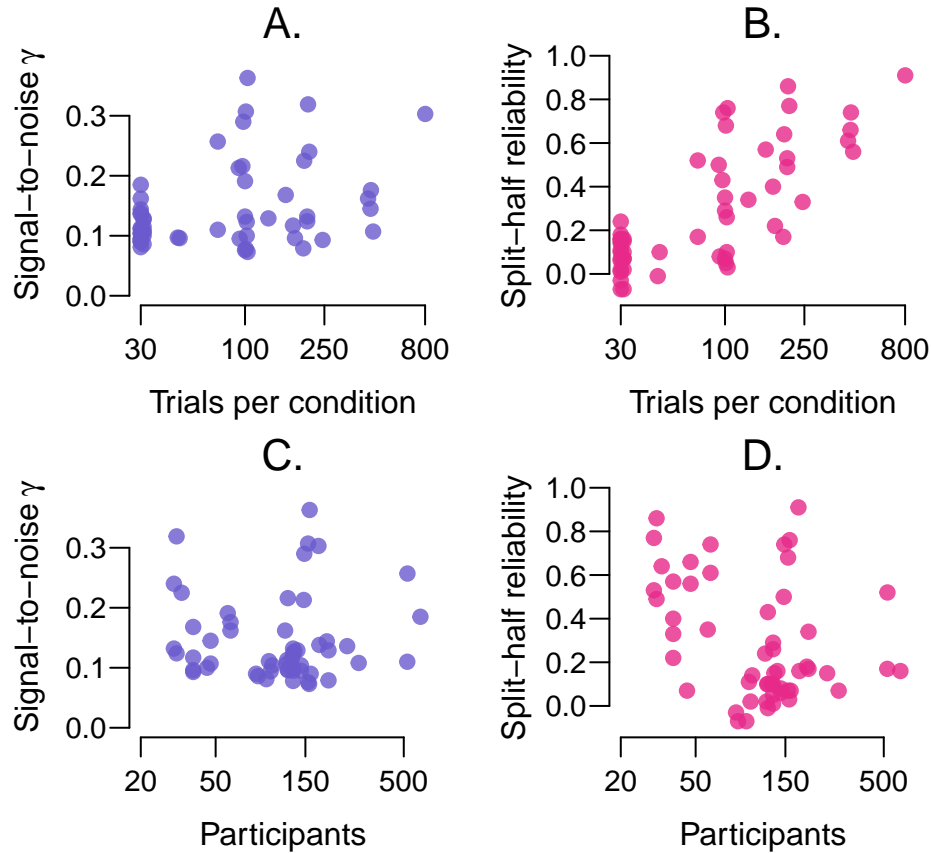 A.
Signal−to−noise γ
0.3
0.2
0.1
0.0
30 100 250 800
Trials per condition
B.
Split−half reliability
1.0
0.8
0.6
0.4
0.2
0.0
30 100 250 800
Trials per condition
C.
Signal−to−noise γ
0.3
0.2
0.1
0.0
20 50 150 500
Participants
D.
Split−half reliability
1.0
0.8
0.6
0.4
0.2
0.0
20 50 150 500
Participants